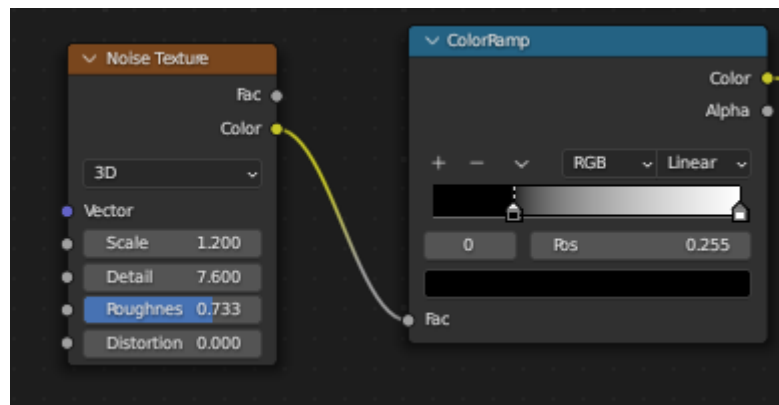 Noise Texture
Fac
Color
3D
Vector
Scale 1.200
Detail 7.600
Roughnes 0.733
Distortion 0.000
ColorRamp
Color
Alpha
RGB Linear
0 Pos 0.255
Fac